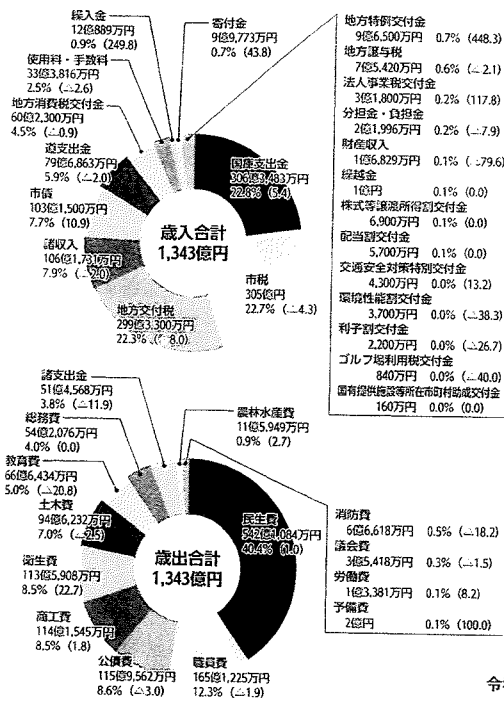 繰入金
12億889万円
0.9% (249.8)
寄付金
9億9,773万円
0.7% (43.8)
使用料・手数料
33億3,816万円
2.5% (△2.6)
地方消費税交付金
60億2,300万円
4.5% (△0.9)
道支出金
79億6,863万円
5.9% (△2.0)
市債
103億1,500万円
7.7% (10.9)
諸収入
106億1,731万円
7.9% (△2.0)
地方交付税
299億3,300万円
22.3% (△8.0)
市税
305億円
22.7% (△4.3)
国庫支出金
306億3,483万円
22.8% (5.4)
歳入合計
1,343億円
地方特例交付金
9億6,500万円 0.7% (448.3)
地方譲与税
7億5,420万円 0.6% (△2.1)
法人事業税交付金
3億1,800万円 0.2% (117.8)
分担金・負担金
2億1,996万円 0.2% (△7.9)
財産収入
1億6,829万円 0.1% (△79.6)
繰越金
1億円 0.1% (0.0)
株式等譲渡所得割交付金
6,900万円 0.1% (0.0)
配当割交付金
5,700万円 0.1% (0.0)
交通安全対策特別交付金
4,300万円 0.0% (13.2)
環境性能割交付金
3,700万円 0.0% (△38.3)
利子割交付金
2,200万円 0.0% (△26.7)
ゴルフ場利用税交付金
840万円 0.0% (△40.0)
国有提供施設等所在市町村助成交付金
160万円 0.0% (0.0)
諸支出金
51億4,568万円
3.8% (△11.9)
総務費
54億2,076万円
4.0% (0.0)
教育費
66億6,434万円
5.0% (△20.8)
土木費
94億6,232万円
7.0% (△2.5)
衛生費
113億5,908万円
8.5% (22.7)
商工費
114億1,545万円
8.5% (1.8)
公債費
115億9,562万円
8.6% (△3.0)
職員費
165億1,225万円
12.3% (△1.9)
民生費
542億1,084万円
40.4% (1.0)
農林水産費
11億5,949万円
0.9% (2.7)
歳出合計
1,343億円
消防費
6億6,618万円 0.5% (△18.2)
議会費
3億5,418万円 0.3% (△1.5)
労働費
1億3,381万円 0.1% (8.2)
予備費
2億円 0.1% (100.0)
令